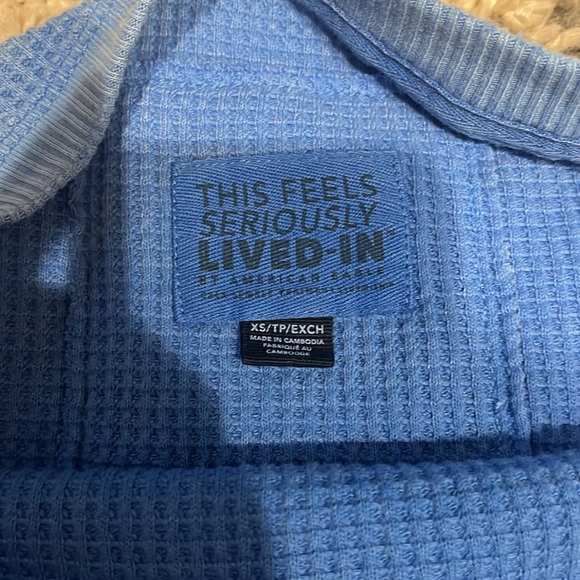 THIS FEELS
SERIOUSLY
LIVED-IN
BY AMERICAN EAGLE
XS/TP/EXCH
MADE IN CAMBODIA
FABRIQUÉ AU
CAMBODGE